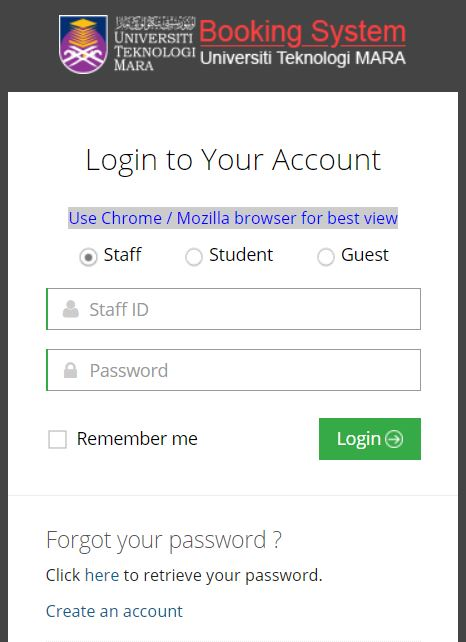 UNIVERSITI
TEKNOLOGI
MARA
Booking System
Universiti Teknologi MARA
Login to Your Account
Use Chrome / Mozilla browser for best view
Staff Student Guest
Staff ID
Password
Remember me Login
Forgot your password ?
Click here to retrieve your password.
Create an account